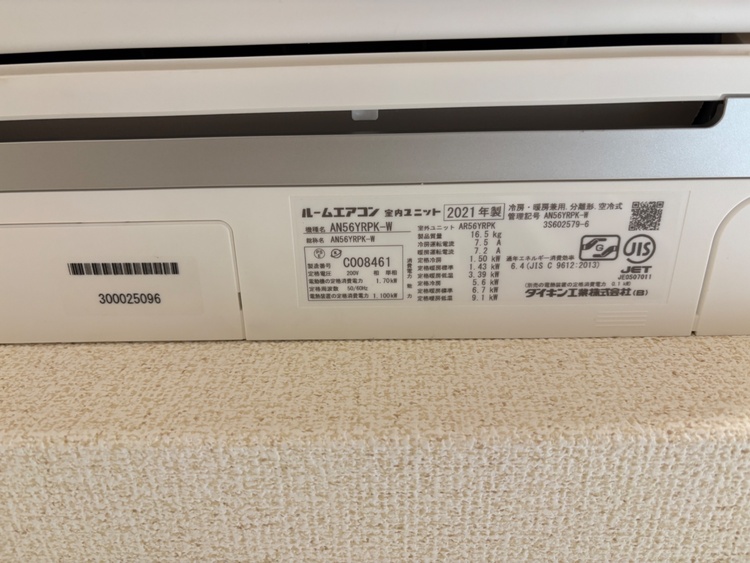 ルームエアコン 室内ユニット 2021年製
機種名 AN56YRPK-W
AN56YRPK-W
製造番号 C008461
定格電圧 200V 相 単相
電動機の定格消費電力 1.70kW
定格周波数 50/60Hz
電熱装置の定格消費電力 1.100kW
冷房・暖房兼用, 分離形, 空冷式
管理記号 AN56YRPK-W
3S602579-6
室外ユニット AR56YRPK
質量 16.5 kg
冷房運転電流 7.5 A
暖房運転電流 7.2 A
消費電力
定格冷房 1.50 kW
定格暖房標準 1.43 kW
定格暖房低温 3.39 kW
能力
定格冷房 5.6 kW
定格暖房標準 6.7 kW
定格暖房低温 9.1 kW
通年エネルギー消費効率
6.4 (JIS C 9612:2013)
JIS
JET
JE0507011
ダイキン工業株式会社(日)
300025096